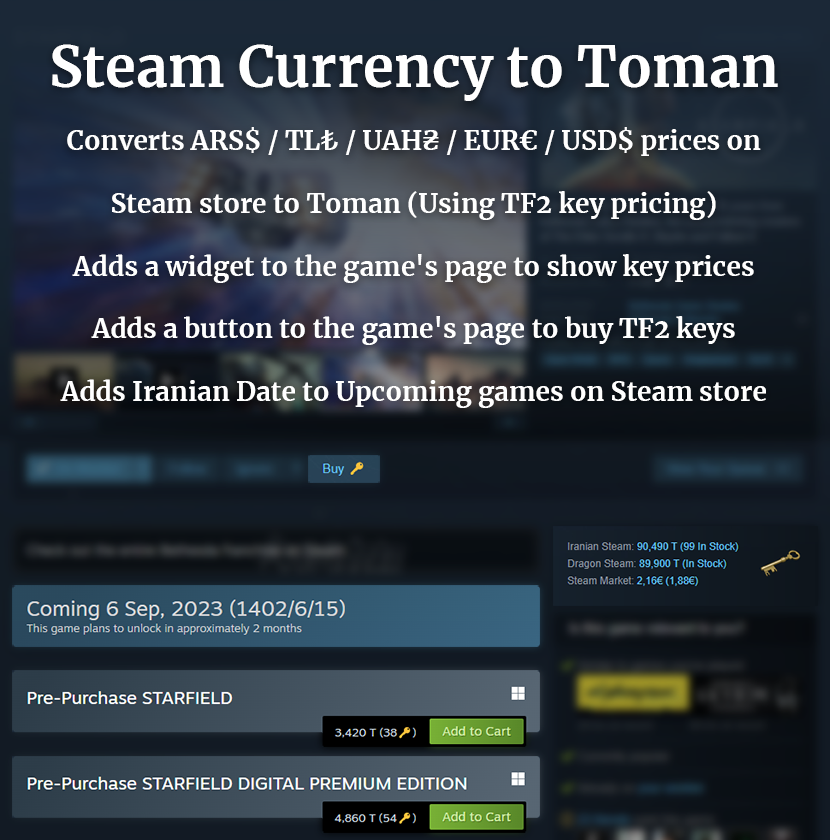 Steam Currency to Toman
Converts ARS$ / TL₺ / UAH₴ / EUR€ / USD$ prices on
Steam store to Toman (Using TF2 key pricing)
Adds a widget to the game's page to show key prices
Adds a button to the game's page to buy TF2 keys
Adds Iranian Date to Upcoming games on Steam store
Buy 🔑
Iranian Steam: 90,490 T (99 In Stock)
Dragon Steam: 89,900 T (In Stock)
Steam Market: 2,16€ (1,88€)
Coming 6 Sep, 2023 (1402/6/15)
This game plans to unlock in approximately 2 months
Pre-Purchase STARFIELD
3,420 T (38🔑) Add to Cart
Pre-Purchase STARFIELD DIGITAL PREMIUM EDITION
4,860 T (54🔑) Add to Cart